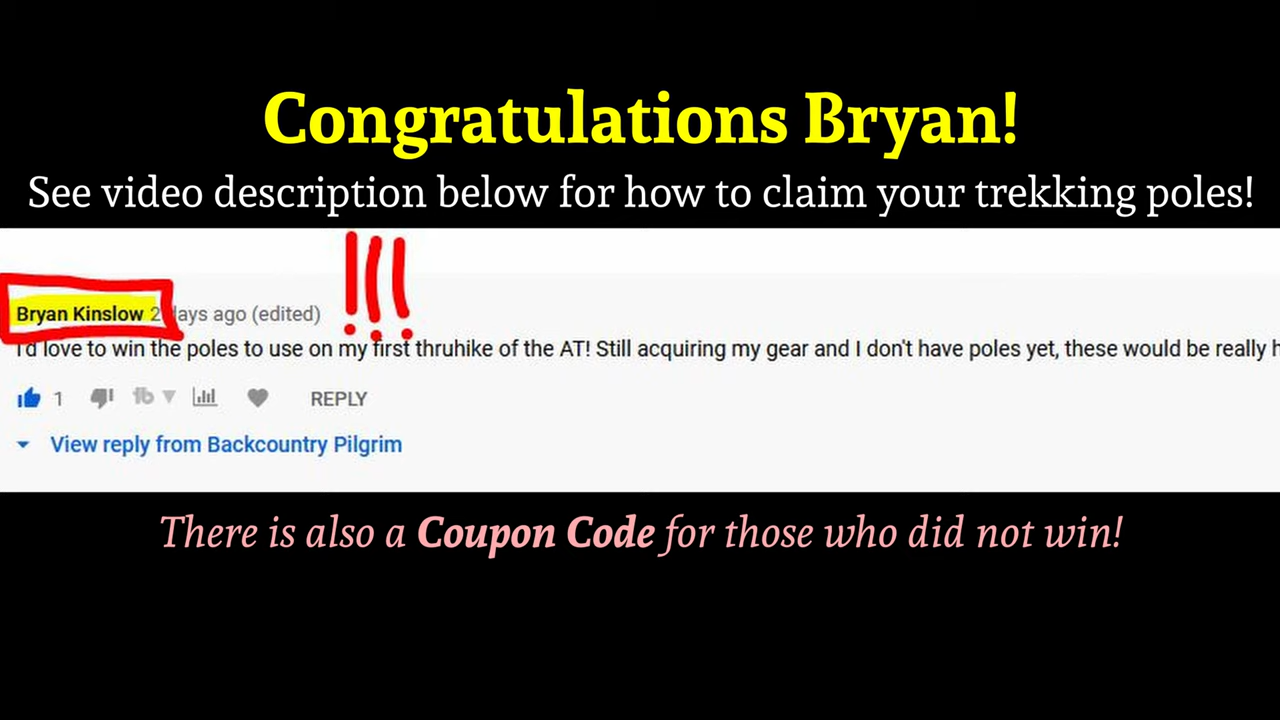 Congratulations Bryan!
See video description below for how to claim your trekking poles!
!!!
Bryan Kinslow 2 days ago (edited)
I'd love to win the poles to use on my first thruhike of the AT! Still acquiring my gear and I don't have poles yet, these would be really
1
REPLY
View reply from Backcountry Pilgrim
There is also a Coupon Code for those who did not win!